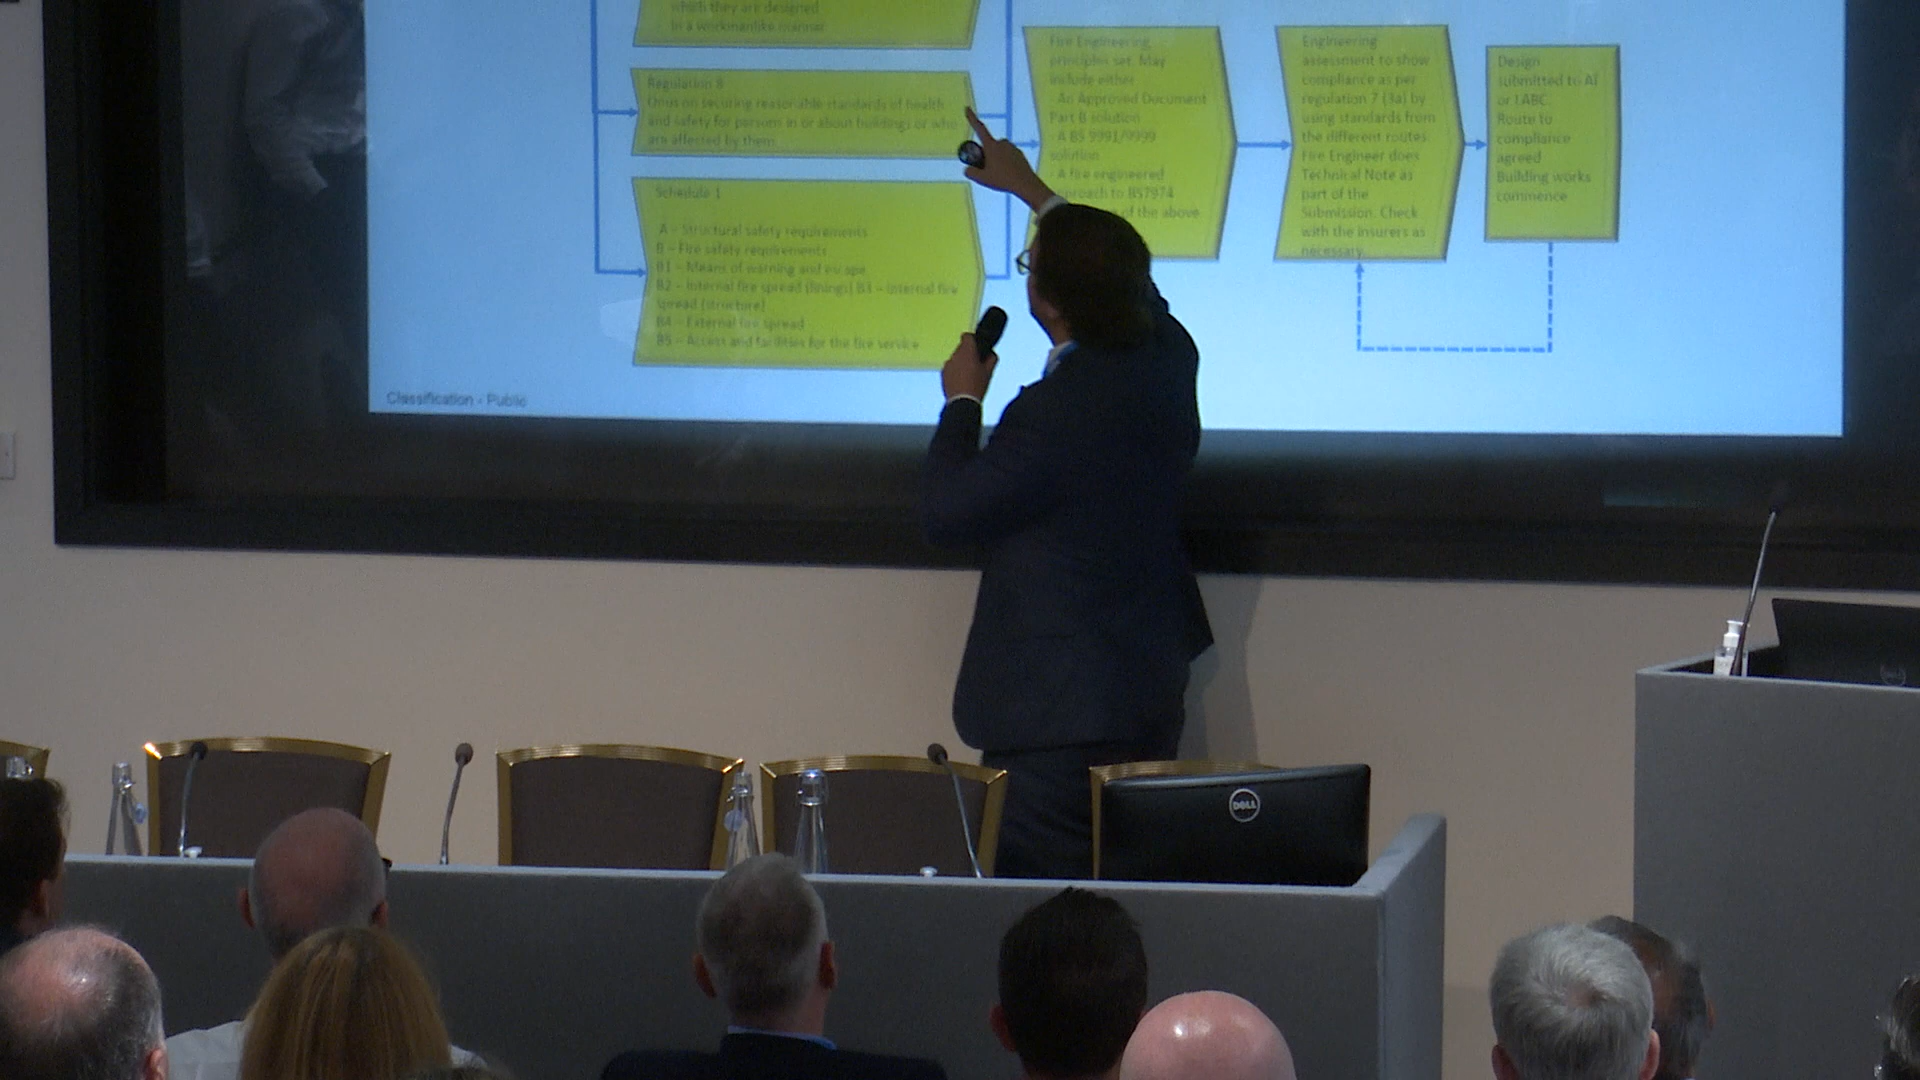 which they are designed
in a workmanlike manner
Regulation 8
Onus on securing reasonable standards of health
and safety for persons in or about buildings or who
are affected by them.
Schedule 1
A – Structural safety requirements
B – Fire safety requirements
B1 – Means of warning and escape
B2 – Internal fire spread (linings) B3 – Internal fire
spread (structure)
B4 – External fire spread
B5 – Access and facilities for the fire service
Fire Engineering
principles set. May
include either
- An Approved Document
Part B solution
- A BS 9991/9999
solution
- A fire engineered
to BS7974
of the above
Engineering
assessment to show
compliance as per
regulation 7 (3a) by
using standards from
the different routes.
Fire Engineer does
Technical Note as
part of the
Submission. Check
with the insurers as
necessary
Design
submitted to AI
or LABC.
Route to
compliance
agreed
Building works
commence
Classification - Public
DELL